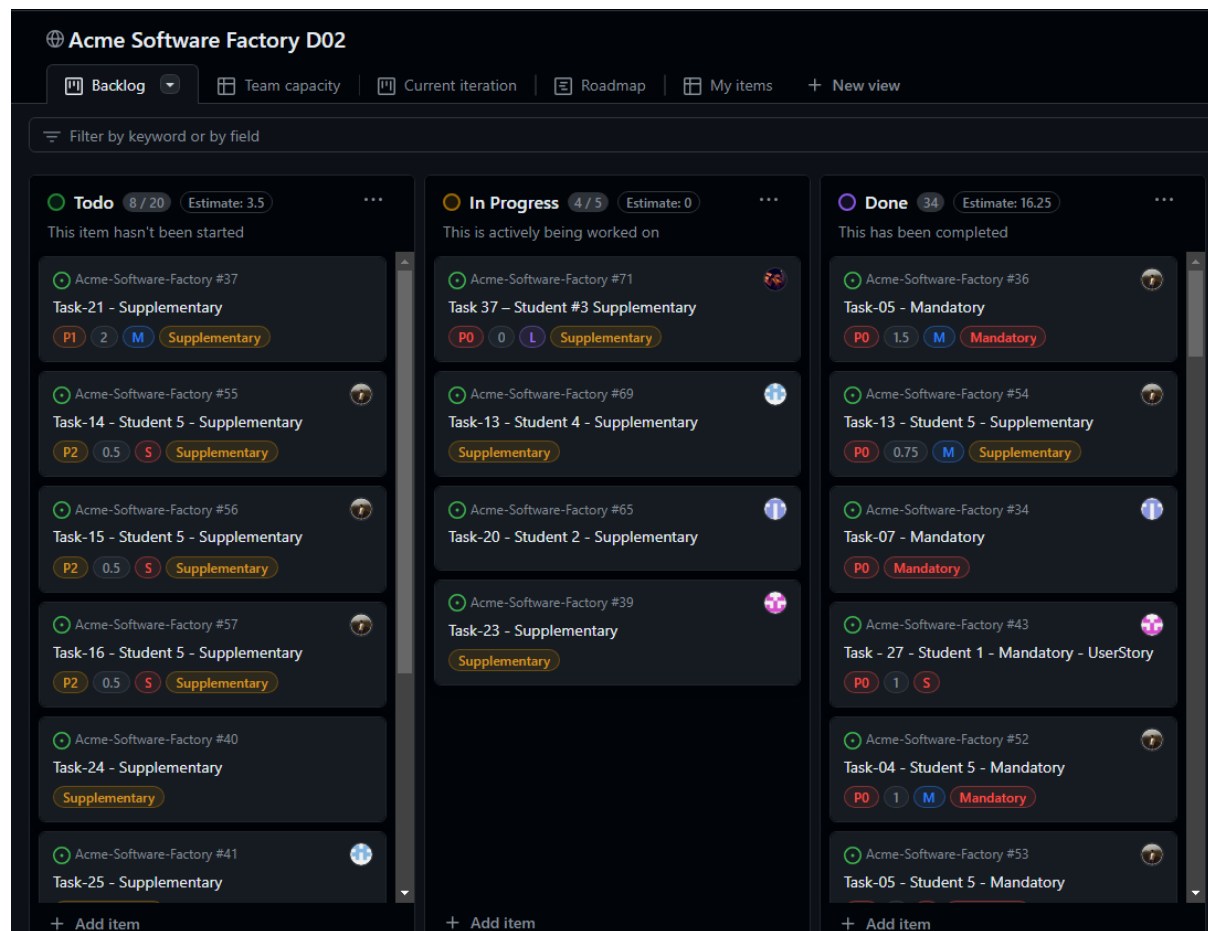 Acme Software Factory D02
Backlog
Team capacity
Current iteration
Roadmap
My items
+ New view
Filter by keyword or by field
Todo 8 / 20 Estimate: 3.5 ...
This item hasn't been started
Acme-Software-Factory #37
Task-21 - Supplementary
P1 2 M Supplementary
Acme-Software-Factory #55
Task-14 - Student 5 - Supplementary
P2 0.5 S Supplementary
Acme-Software-Factory #56
Task-15 - Student 5 - Supplementary
P2 0.5 S Supplementary
Acme-Software-Factory #57
Task-16 - Student 5 - Supplementary
P2 0.5 S Supplementary
Acme-Software-Factory #40
Task-24 - Supplementary
Supplementary
Acme-Software-Factory #41
Task-25 - Supplementary
+ Add item
In Progress 4 / 5 Estimate: 0 ...
This is actively being worked on
Acme-Software-Factory #71
Task 37 – Student #3 Supplementary
P0 0 L Supplementary
Acme-Software-Factory #69
Task-13 - Student 4 - Supplementary
Supplementary
Acme-Software-Factory #65
Task-20 - Student 2 - Supplementary
Acme-Software-Factory #39
Task-23 - Supplementary
Supplementary
+ Add item
Done 34 Estimate: 16.25 ...
This has been completed
Acme-Software-Factory #36
Task-05 - Mandatory
P0 1.5 M Mandatory
Acme-Software-Factory #54
Task-13 - Student 5 - Supplementary
P0 0.75 M Supplementary
Acme-Software-Factory #34
Task-07 - Mandatory
P0 Mandatory
Acme-Software-Factory #43
Task - 27 - Student 1 - Mandatory - UserStory
P0 1 S
Acme-Software-Factory #52
Task-04 - Student 5 - Mandatory
P0 1 M Mandatory
Acme-Software-Factory #53
Task-05 - Student 5 - Mandatory
+ Add item